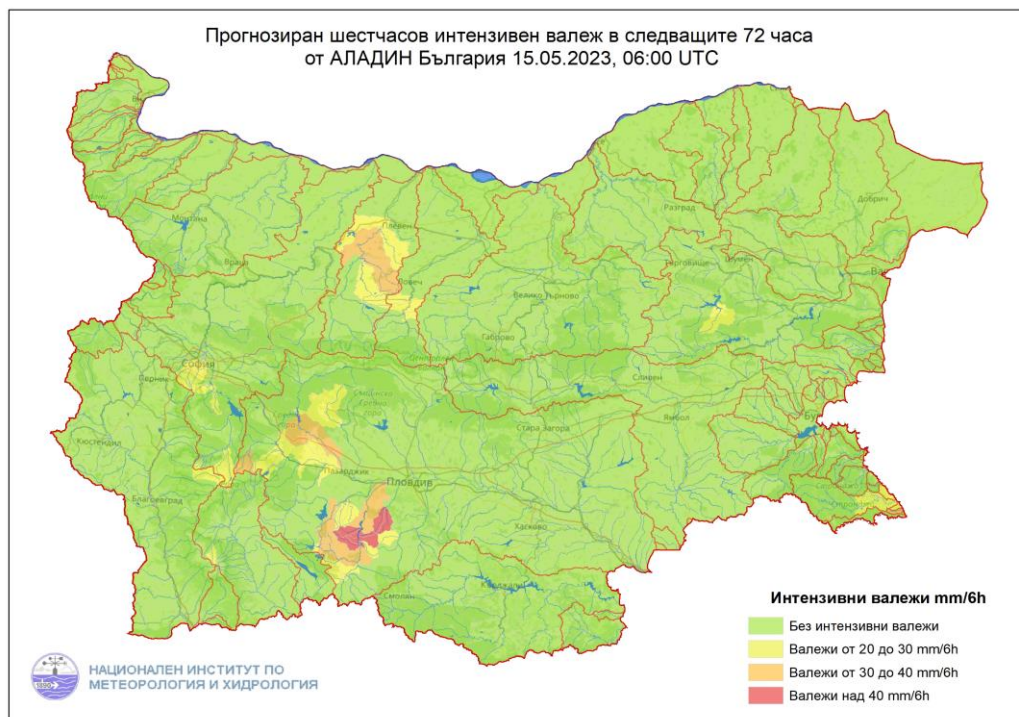 Прогнозиран шестчасов интензивен валеж в следващите 72 часа
от АЛАДИН България 15.05.2023, 06:00 UTC
Монтана
Враца
Плевен
Ловеч
Разград
Добрич
Търговище
Шумен
Велико Търново
Габрово
София
Перник
Сливен
Кюстендил
Стара Загора
Ямбол
Пазарджик
Пловдив
Благоевград
Хасково
Смолян
Кърджали
Интензивни валежи mm/6h
Без интензивни валежи
Валежи от 20 до 30 mm/6h
Валежи от 30 до 40 mm/6h
Валежи над 40 mm/6h
1890
НАЦИОНАЛЕН ИНСТИТУТ ПО
МЕТЕОРОЛОГИЯ И ХИДРОЛОГИЯ